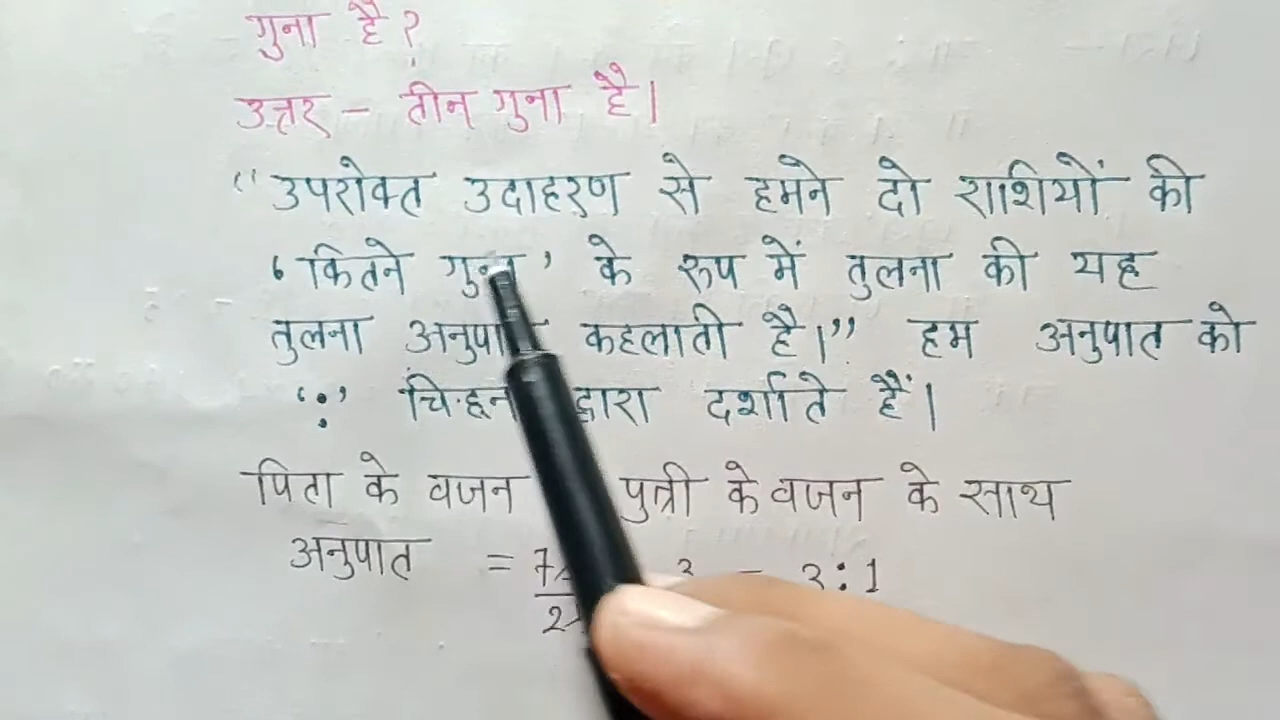 गुना है ?
उत्तर - तीन गुना है।
"उपरोक्त उदाहरण से हमने दो राशियों की
'कितने गुना' के रूप में तुलना की यह
तुलना अनुपात कहलाती है।" हम अनुपात को
':' चिह्न द्वारा दर्शाते हैं।
पिता के वजन पुत्री के वजन के साथ
अनुपात = 3 = 3:1